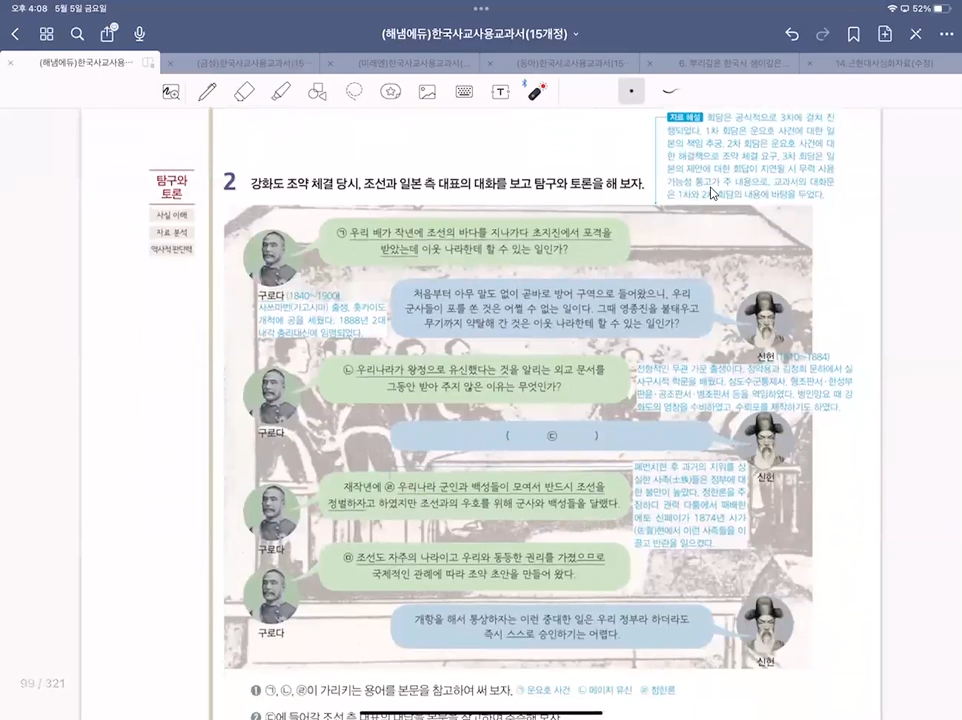 오후 4:08 5월 5일 금요일
52%
(해냄에듀)한국사교사용교과서(15개정)
(해냄에듀)한국사교사용…
(금성)한국사교사용교과서(15…
(미래엔)한국사교사용교과서(…
(동아)한국사교사용교과서(15…
6. 뿌리깊은 한국사 샘이깊은…
14.근현대사심화자료(수정)
자료 해설 회담은 공식적으로 3차에 걸쳐 진
행되었다. 1차 회담은 운요호 사건에 대한 일
본의 책임 추궁, 2차 회담은 운요호 사건에 대
한 해결책으로 조약 체결 요구, 3차 회담은 일
본의 제안에 대한 회답이 지연될 시 무력 사용
가능성 통고가 주 내용으로, 교과서의 대화문
은 1차와 2차 회담의 내용에 바탕을 두었다.
탐구와
토론
사실 이해
자료 분석
역사적 판단력
2 강화도 조약 체결 당시, 조선과 일본 측 대표의 대화를 보고 탐구와 토론을 해 보자.
㉠ 우리 배가 작년에 조선의 바다를 지나가다 초지진에서 포격을
받았는데 이웃 나라한테 할 수 있는 일인가?
구로다 (1840~1900)
사쓰마번(가고시마) 출생, 홋카이도
개척에 공을 세웠다. 1888년 2대
내각 총리대신에 임명되었다.
처음부터 아무 말도 없이 곧바로 방어 구역으로 들어왔으니, 우리
군사들이 포를 쏜 것은 어쩔 수 없는 일이다. 그때 영종진을 불태우고
무기까지 약탈해 간 것은 이웃 나라한테 할 수 있는 일인가?
신헌 (1810~1884)
전형적인 무관 가문 출생이다. 정약용과 김정희 문하에서 실
사구시적 학문을 배웠다. 삼도수군통제사, 형조판서·한성부
판윤·공조판서·병조판서 등을 역임하였다. 병인양요 때 강
화도의 염창을 수비하였고, 수뢰포를 제작하기도 하였다.
㉡ 우리나라가 왕정으로 유신했다는 것을 알리는 외교 문서를
그동안 받아 주지 않은 이유는 무엇인가?
구로다
( ㉢ )
신헌
폐번치현 후 과거의 지위를 상
실한 사족(士族)들은 정부에 대
한 불만이 높았다. 정한론을 주
장하다 권력 다툼에서 패배한
에토 신페이가 1874년 사가
(佐賀)현에서 이런 사족들을 이
끌고 반란을 일으켰다.
재작년에 ㉣ 우리나라 군인과 백성들이 모여서 반드시 조선을
정벌하자고 하였지만 조선과의 우호를 위해 군사와 백성들을 달랬다.
구로다
㉤ 조선도 자주의 나라이고 우리와 동등한 권리를 가졌으므로
국제적인 관례에 따라 조약 초안을 만들어 왔다.
구로다
개항을 해서 통상하자는 이런 중대한 일은 우리 정부라 하더라도
즉시 스스로 승인하기는 어렵다.
신헌
99 / 321
❶ ㉠, ㉡, ㉣이 가리키는 용어를 본문을 참고하여 써 보자. ㉠ 운요호 사건 ㉡ 메이지 유신 ㉣ 정한론
❷ ㉢에 들어갈 조선 측 대표의 대답을 본문을 참고하여 추론해 보자.